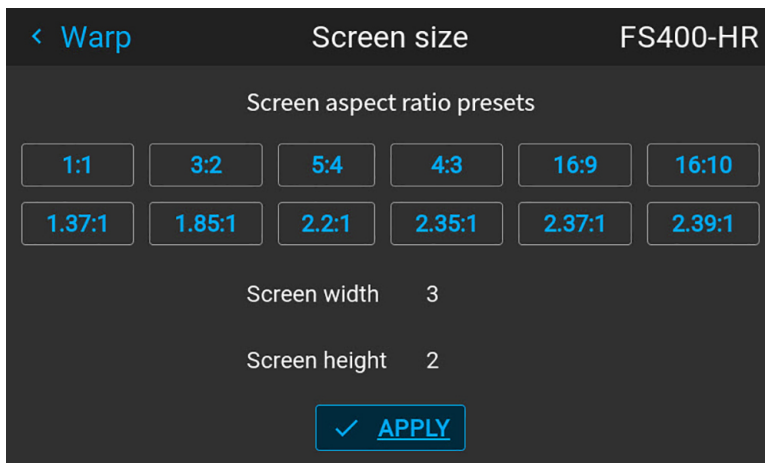 Warp Screen size FS400-HR
Screen aspect ratio presets
1:1 3:2 5:4 4:3 16:9 16:10
1.37:1 1.85:1 2.2:1 2.35:1 2.37:1 2.39:1
Screen width 3
Screen height 2
APPLY